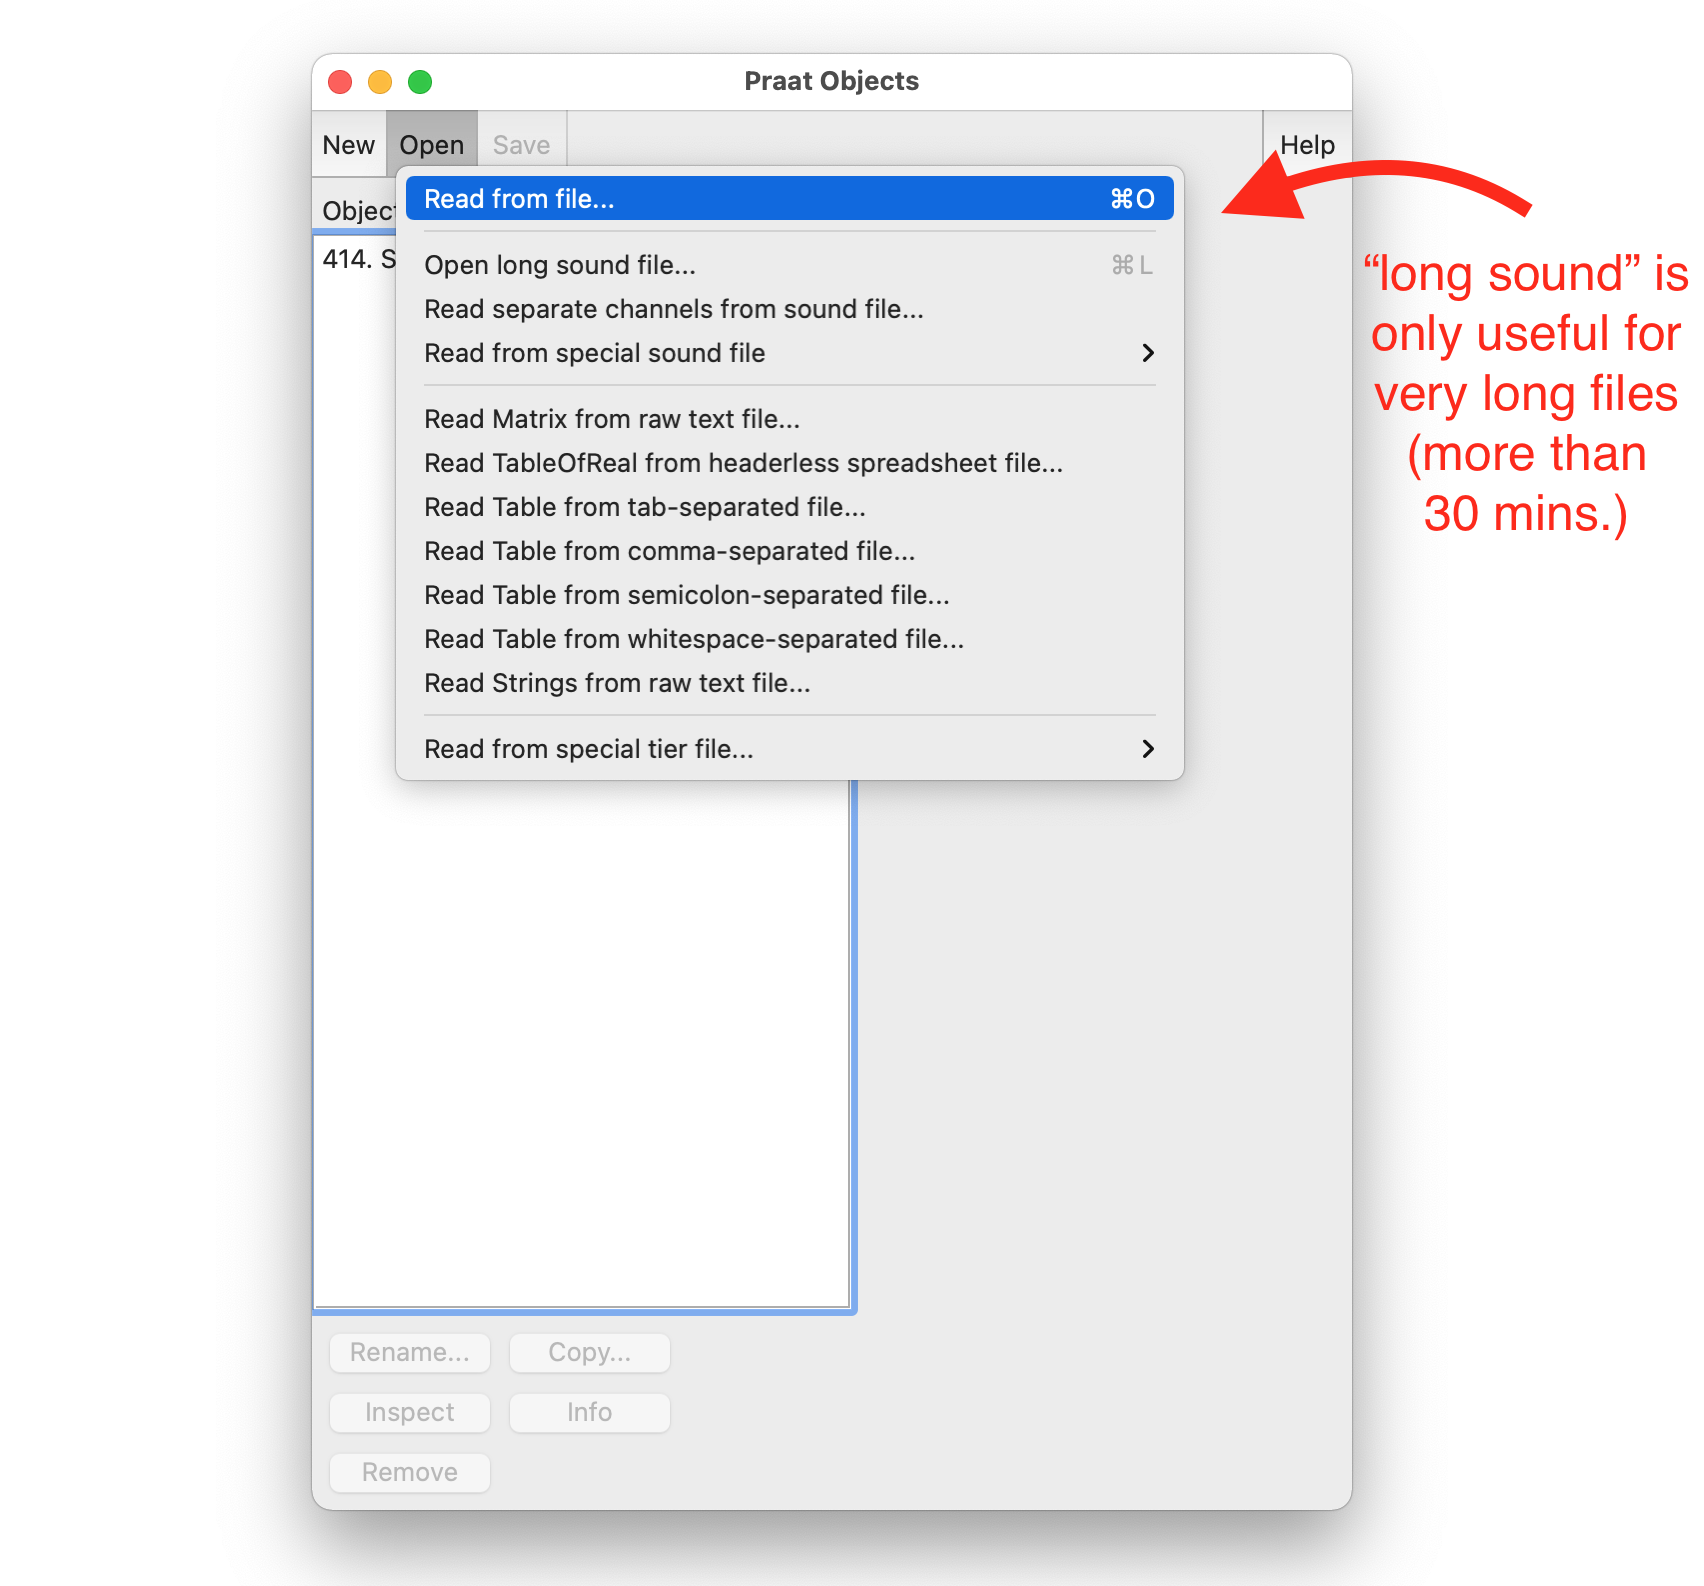 Praat Objects
New Open Save Help
Object
414. S
Read from file... ⌘O
Open long sound file... ⌘L
Read separate channels from sound file...
Read from special sound file
Read Matrix from raw text file...
Read TableOfReal from headerless spreadsheet file...
Read Table from tab-separated file...
Read Table from comma-separated file...
Read Table from semicolon-separated file...
Read Table from whitespace-separated file...
Read Strings from raw text file...
Read from special tier file...
“long sound” is
only useful for
very long files
(more than
30 mins.)
Rename... Copy...
Inspect Info
Remove